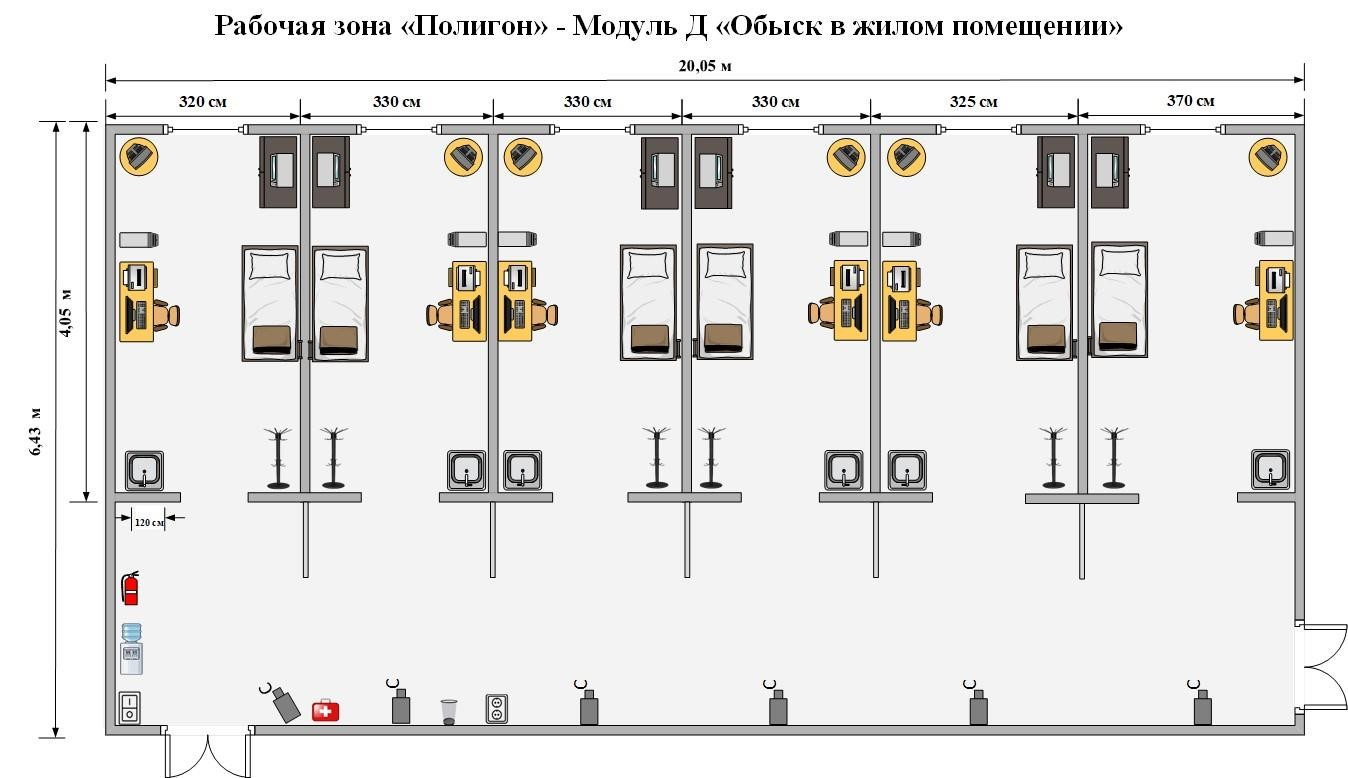 Рабочая зона «Полигон» - Модуль Д «Обыск в жилом помещении»
20,05 м
320 см
330 см
330 см
330 см
325 см
370 см
4,05 м
6,43 м
120 см
С
С
С
С
С
С